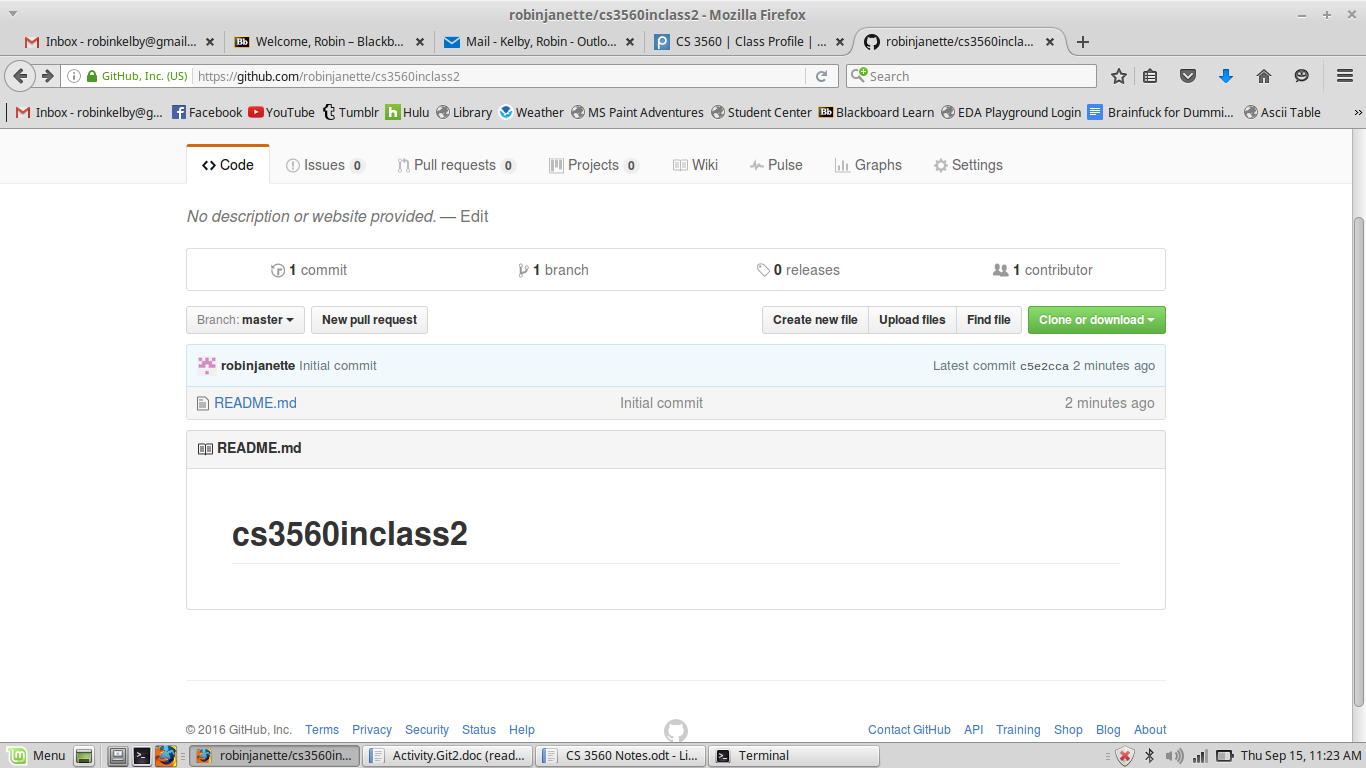 robinjanette/cs3560inclass2 - Mozilla Firefox
Inbox - robinkelby@gmail... Welcome, Robin – Blackb... Mail - Kelby, Robin - Outlo... CS 3560 | Class Profile | ... robinjanette/cs3560incla...
GitHub, Inc. (US) https://github.com/robinjanette/cs3560inclass2 Search
Inbox - robinkelby@g... Facebook YouTube Tumblr Hulu Library Weather MS Paint Adventures Student Center Bb Blackboard Learn EDA Playground Login Brainfuck for Dummi... Ascii Table »
Code Issues 0 Pull requests 0 Projects 0 Wiki Pulse Graphs Settings
No description or website provided. — Edit
1 commit 1 branch 0 releases 1 contributor
Branch: master New pull request Create new file Upload files Find file Clone or download
robinjanette Initial commit Latest commit c5e2cca 2 minutes ago
README.md Initial commit 2 minutes ago
README.md
cs3560inclass2
© 2016 GitHub, Inc. Terms Privacy Security Status Help Contact GitHub API Training Shop Blog About
Menu robinjanette/cs3560in... Activity.Git2.doc (read... CS 3560 Notes.odt - Li... Terminal Thu Sep 15, 11:23 AM